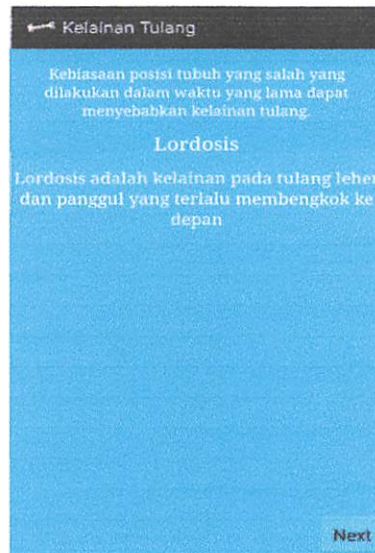 Kelainan Tulang
Kebiasaan posisi tubuh yang salah yang
dilakukan dalam waktu yang lama dapat
menyebabkan kelainan tulang.
Lordosis
Lordosis adalah kelainan pada tulang leher
dan panggul yang terlalu membengkok ke
depan
Next